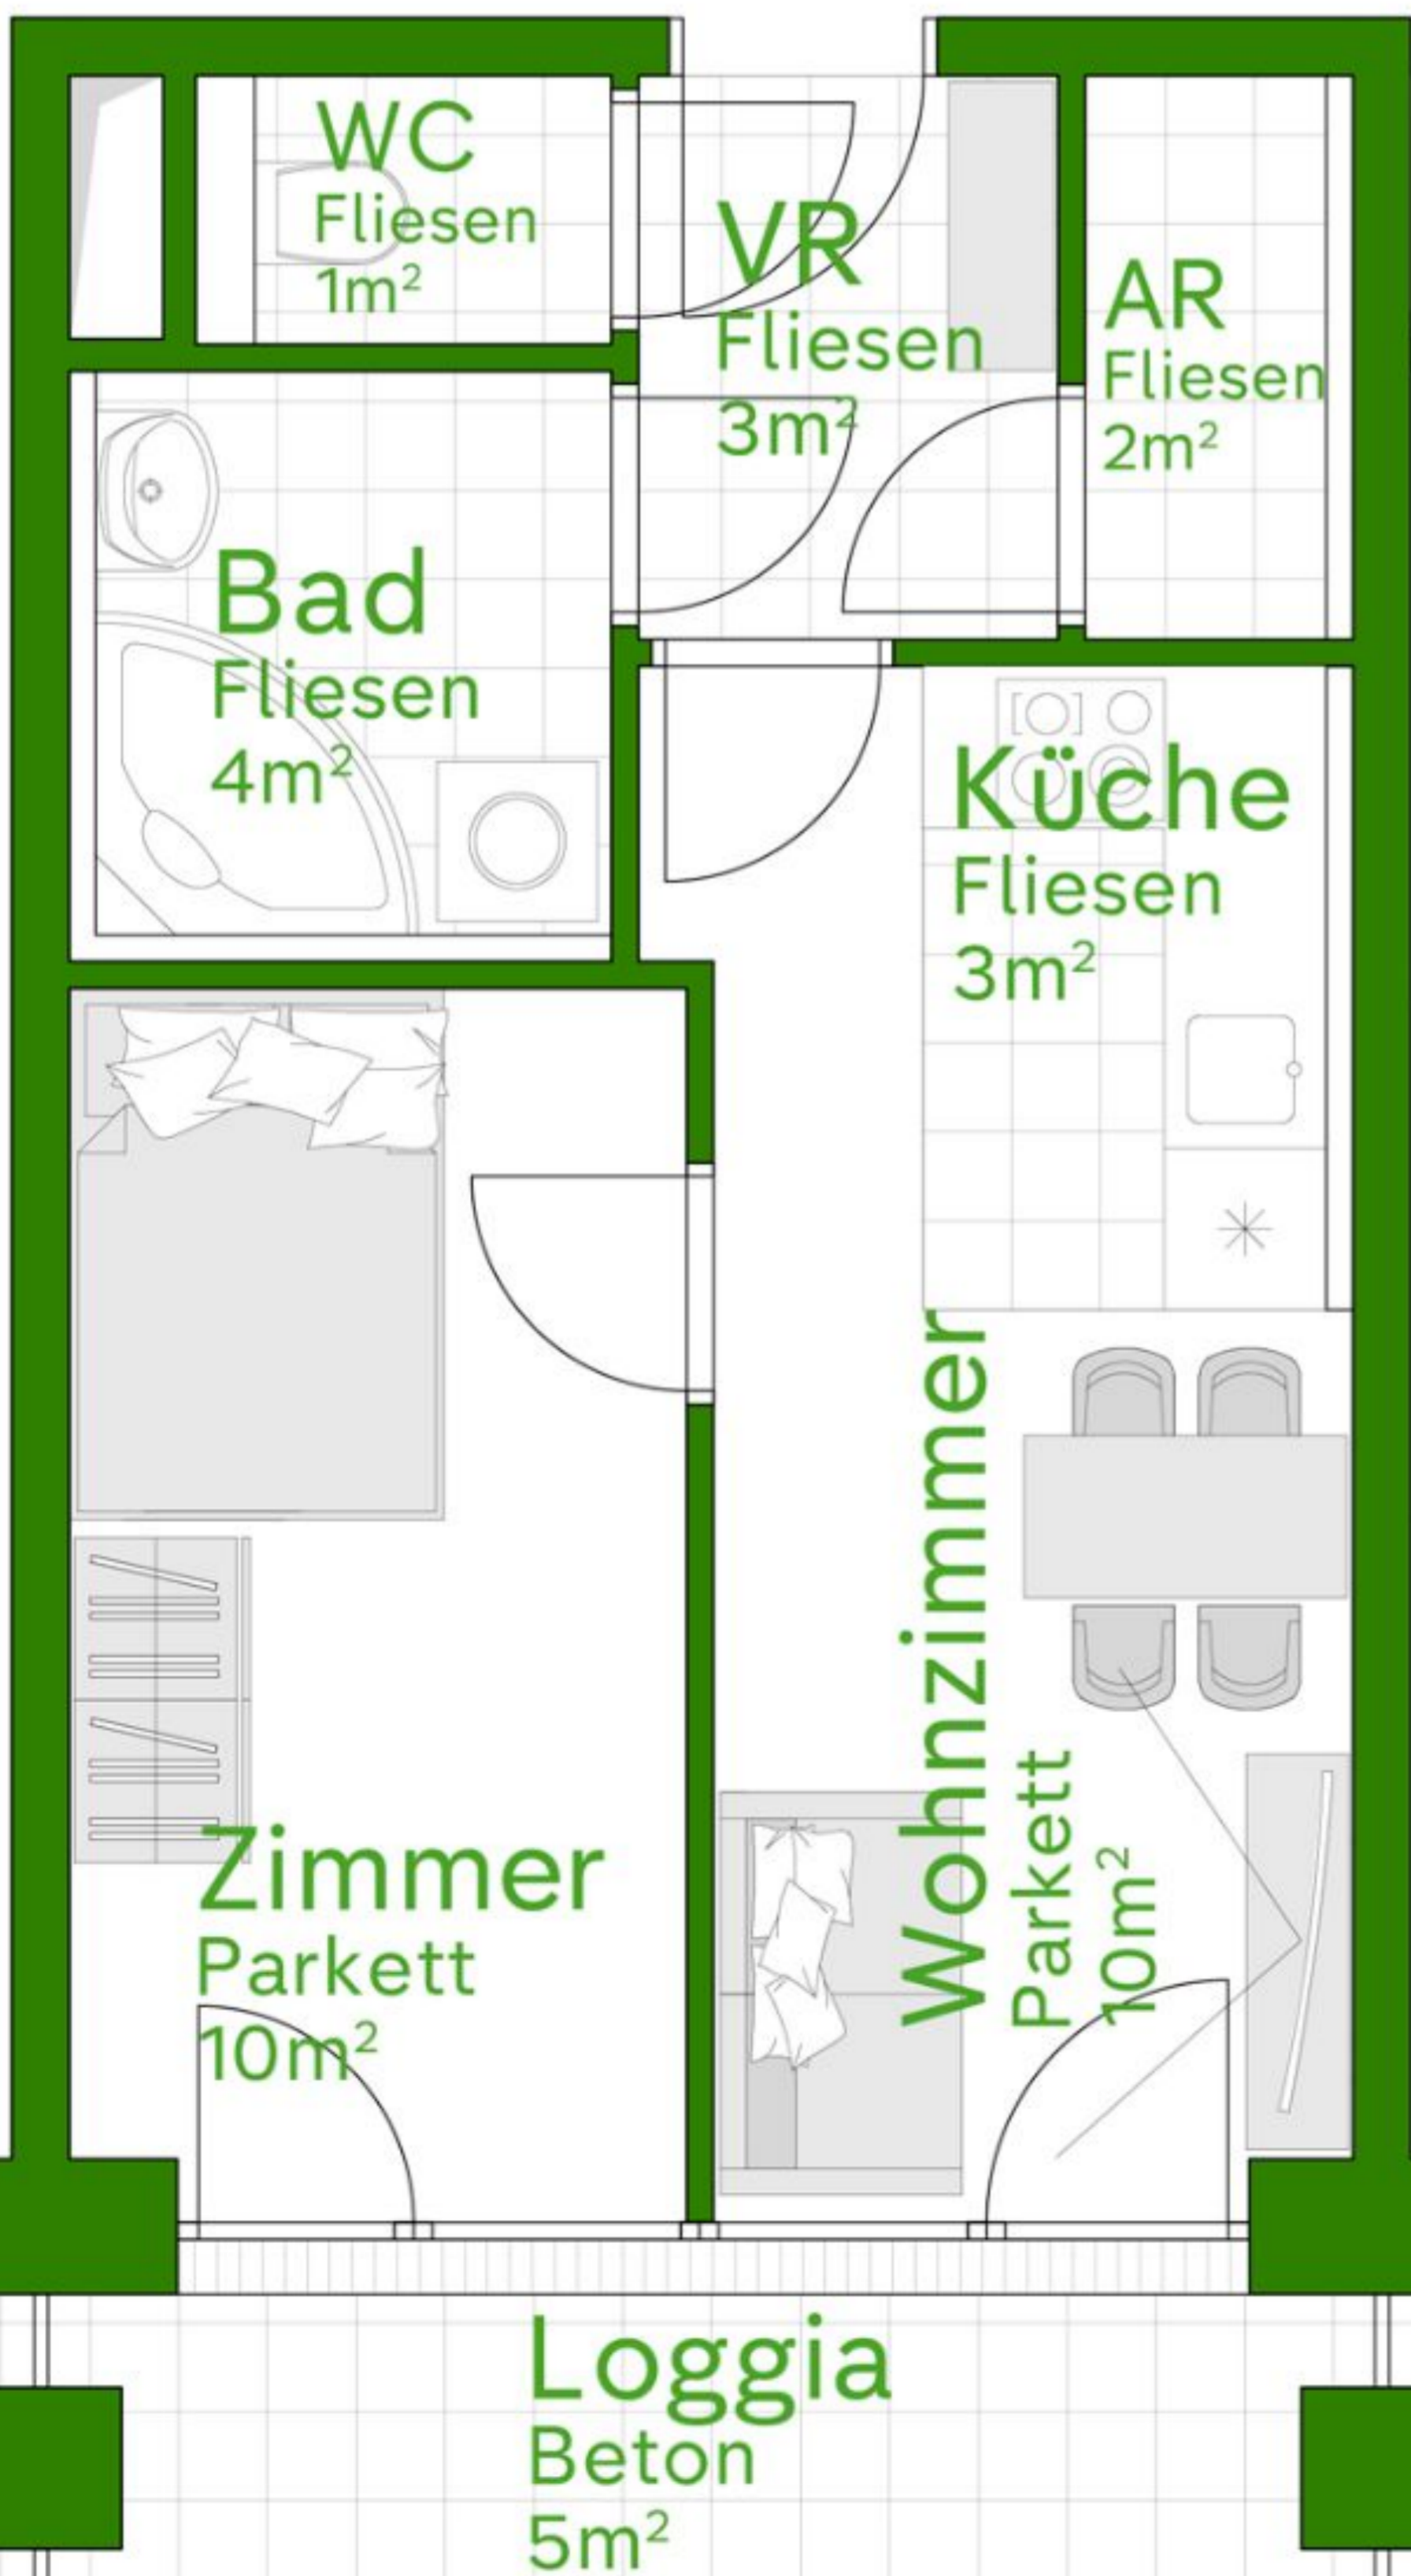 WC
Fliesen
1m²
VR
Fliesen
3m²
AR
Fliesen
2m²
Bad
Fliesen
4m²
Küche
Fliesen
3m²
Wohnzimmer
Parkett
10m²
Zimmer
Parkett
10m²
Loggia
Beton
5m²